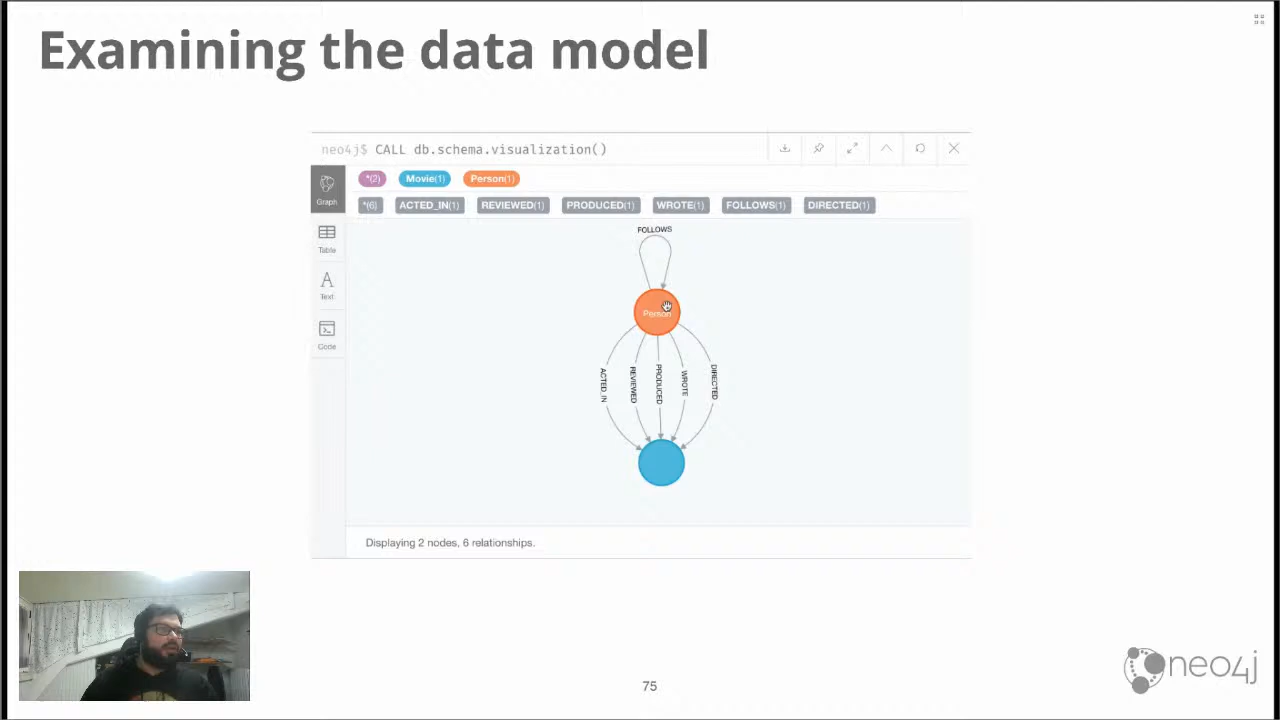 Examining the data model
neo4j$ CALL db.schema.visualization()
*(2) Movie(1) Person(1)
*(6) ACTED_IN(1) REVIEWED(1) PRODUCED(1) WROTE(1) FOLLOWS(1) DIRECTED(1)
Graph
Table
A
Text
Code
FOLLOWS
Person
ACTED_IN
REVIEWED
PRODUCED
WROTE
DIRECTED
Displaying 2 nodes, 6 relationships.
75
neo4j